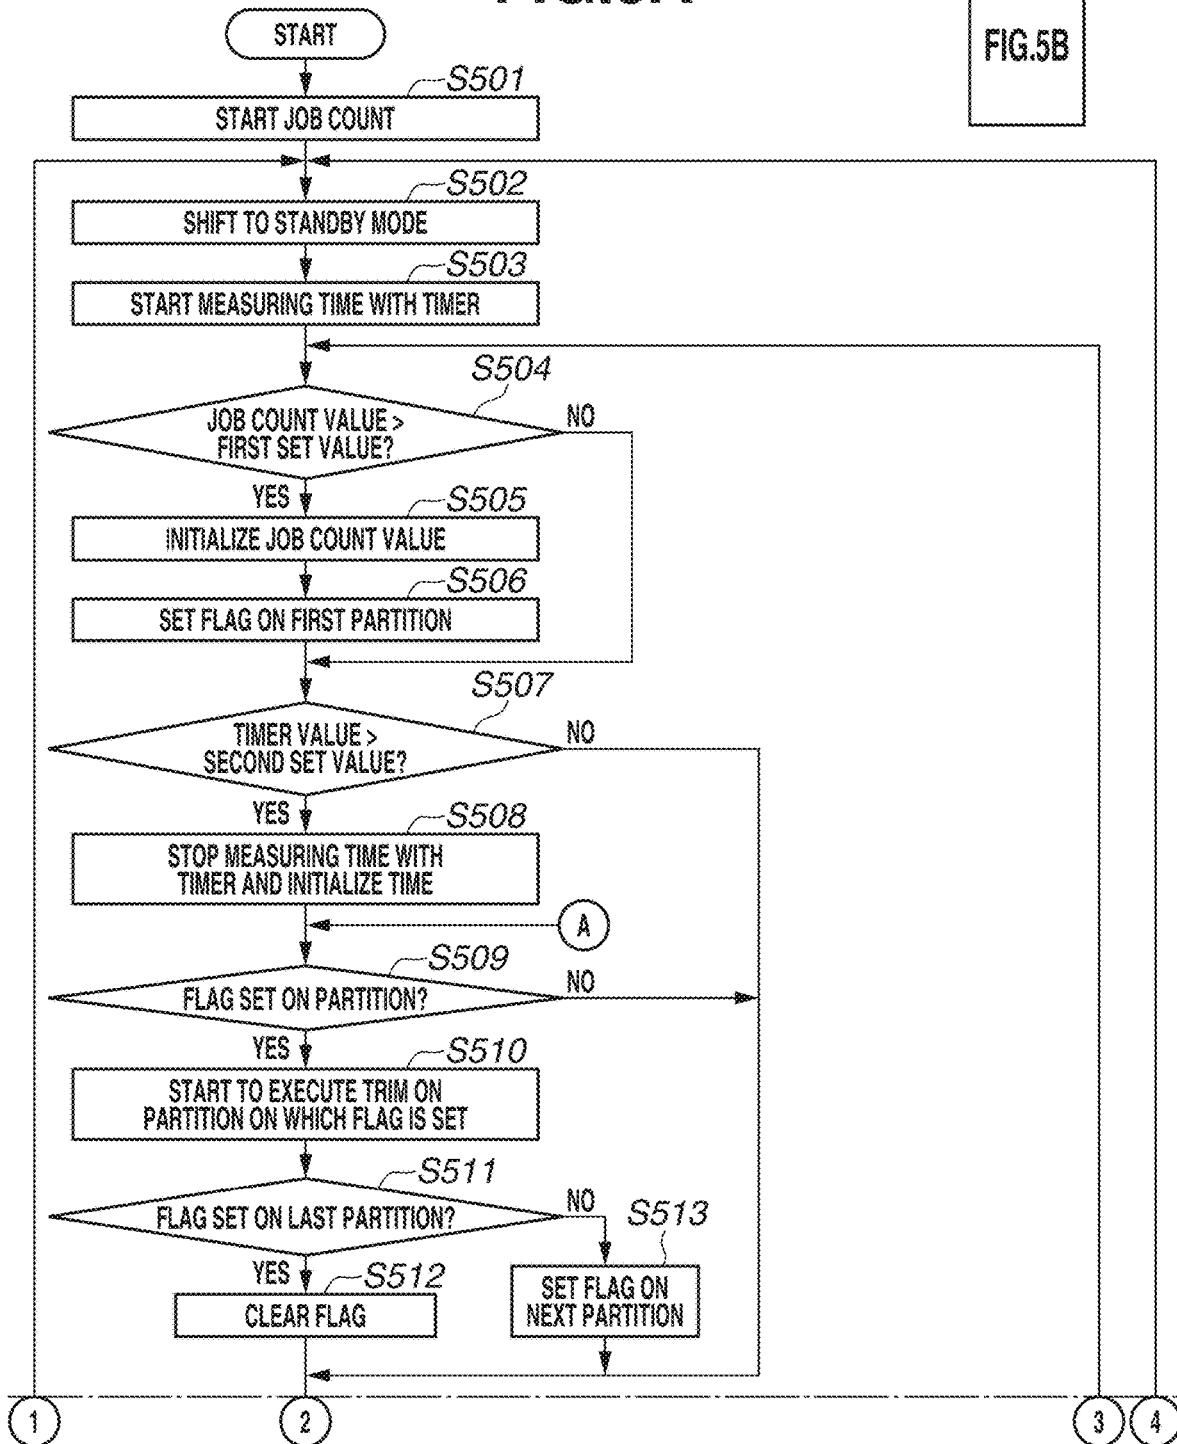 FIG.5B
START
S501
START JOB COUNT
S502
SHIFT TO STANDBY MODE
S503
START MEASURING TIME WITH TIMER
S504
JOB COUNT VALUE >
FIRST SET VALUE?
NO
YES
S505
INITIALIZE JOB COUNT VALUE
S506
SET FLAG ON FIRST PARTITION
S507
TIMER VALUE >
SECOND SET VALUE?
NO
YES
S508
STOP MEASURING TIME WITH
TIMER AND INITIALIZE TIME
A
S509
FLAG SET ON PARTITION?
NO
YES
S510
START TO EXECUTE TRIM ON
PARTITION ON WHICH FLAG IS SET
S511
FLAG SET ON LAST PARTITION?
NO
YES
S512
CLEAR FLAG
S513
SET FLAG ON
NEXT PARTITION
1
2
3
4